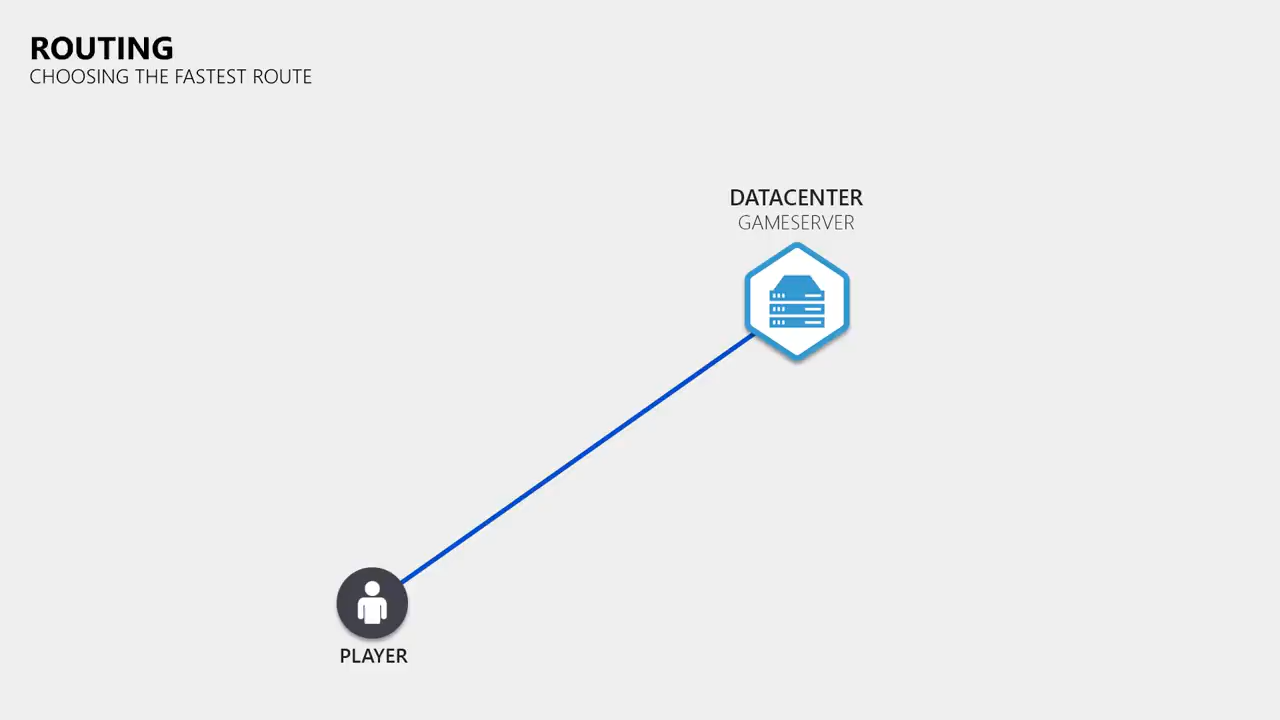 ROUTING
CHOOSING THE FASTEST ROUTE
DATACENTER
GAMESERVER
PLAYER